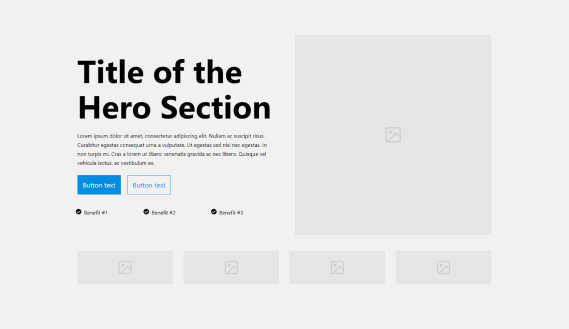 Title of the
Hero Section
Lorem ipsum dolor sit amet, consectetur adipiscing elit. Nullam ac suscipit risus.
Curabitur egestas consequat urna a vulputate. Ut egestas sed nisi nec egestas. In
non turpis mi. Cras a lorem ut libero venenatis gravida ac nec libero. Quisque vel
vehicula lectus, ac vestibulum ex.
Button text Button text
Benefit #1 Benefit #2 Benefit #3